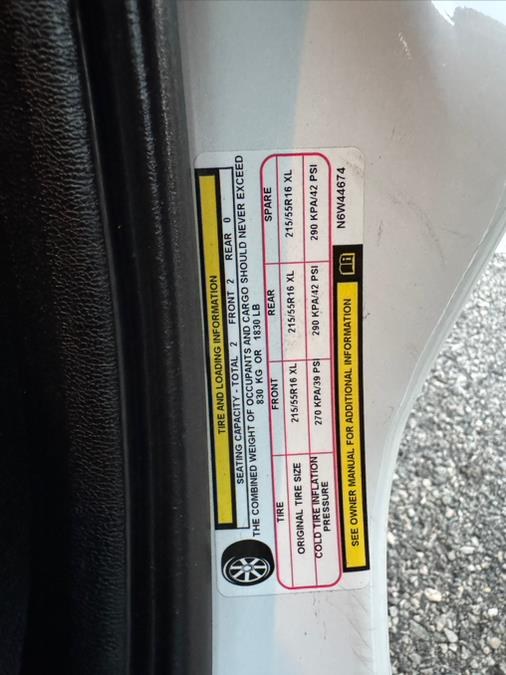 TIRE AND LOADING INFORMATION
SEATING CAPACITY - TOTAL 2 FRONT 2 REAR 0
THE COMBINED WEIGHT OF OCCUPANTS AND CARGO SHOULD NEVER EXCEED
830 KG OR 1830 LB
TIRE FRONT REAR SPARE
ORIGINAL TIRE SIZE 215/55R16 XL 215/55R16 XL 215/55R16 XL
COLD TIRE INFLATION PRESSURE 270 KPA/39 PSI 290 KPA/42 PSI 290 KPA/42 PSI
SEE OWNER MANUAL FOR ADDITIONAL INFORMATION
N6W44674